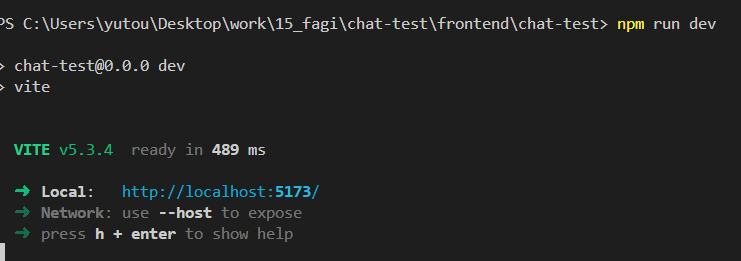 PS C:\Users\yutou\Desktop\work\15_fagi\chat-test\frontend\chat-test> npm run dev
> chat-test@0.0.0 dev
> vite
VITE v5.3.4  ready in 489 ms
➜  Local:   http://localhost:5173/
➜  Network: use --host to expose
➜  press h + enter to show help